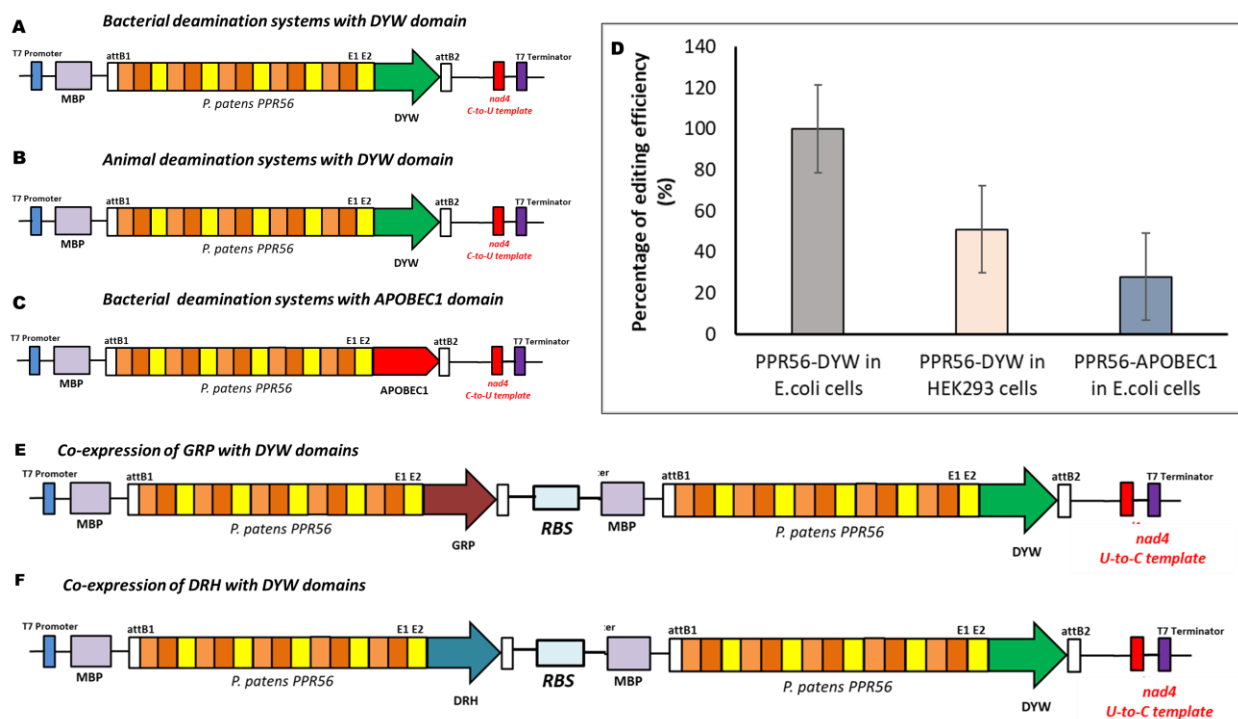 A
Bacterial deamination systems with DYW domain
T7 Promoter
attB1
E1 E2
attB2
T7 Terminator
MBP
P. patens PPR56
DYW
nad4
C-to-U template
B
Animal deamination systems with DYW domain
T7 Promoter
attB1
E1 E2
attB2
T7 Terminator
MBP
P. patens PPR56
DYW
nad4
C-to-U template
C
Bacterial deamination systems with APOBEC1 domain
T7 Promoter
attB1
E1 E2
attB2
T7 Terminator
MBP
P. patens PPR56
APOBEC1
nad4
C-to-U template
D
Percentage of editing efficiency
(%)
140
120
100
80
60
40
20
0
PPR56-DYW in
E.coli cells
PPR56-DYW in
HEK293 cells
PPR56-APOBEC1
in E.coli cells
E
Co-expression of GRP with DYW domains
T7 Promoter
attB1
E1 E2
:er
attB1
E1 E2
attB2
T7 Terminator
MBP
P. patens PPR56
GRP
RBS
MBP
P. patens PPR56
DYW
nad4
U-to-C template
F
Co-expression of DRH with DYW domains
T7 Promoter
attB1
E1 E2
:er
attB1
E1 E2
attB2
T7 Terminator
MBP
P. patens PPR56
DRH
RBS
MBP
P. patens PPR56
DYW
nad4
U-to-C template